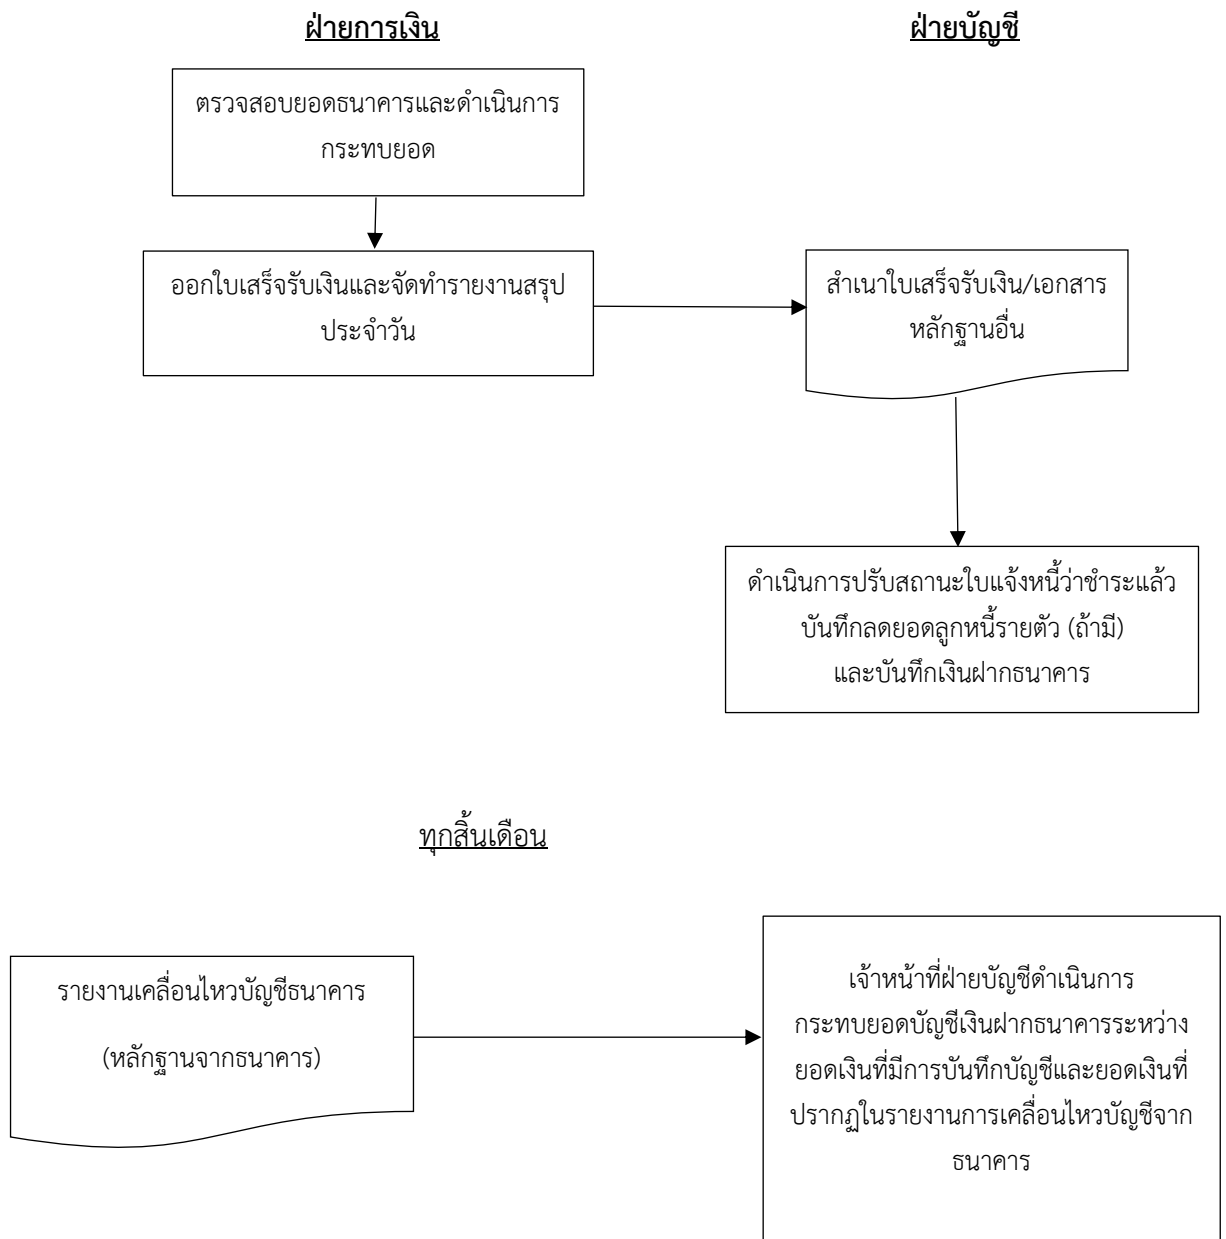 ฝ่ายการเงิน
ฝ่ายบัญชี
ตรวจสอบยอดธนาคารและดำเนินการ
กระทบยอด
ออกใบเสร็จรับเงินและจัดทำรายงานสรุป
ประจำวัน
สำเนาใบเสร็จรับเงิน/เอกสาร
หลักฐานอื่น
ดำเนินการปรับสถานะใบแจ้งหนี้ว่าชำระแล้ว
บันทึกลดยอดลูกหนี้รายตัว (ถ้ามี)
และบันทึกเงินฝากธนาคาร
ทุกสิ้นเดือน
รายงานเคลื่อนไหวบัญชีธนาคาร
(หลักฐานจากธนาคาร)
เจ้าหน้าที่ฝ่ายบัญชีดำเนินการ
กระทบยอดบัญชีเงินฝากธนาคารระหว่าง
ยอดเงินที่มีการบันทึกบัญชีและยอดเงินที่
ปรากฏในรายงานการเคลื่อนไหวบัญชีจาก
ธนาคาร